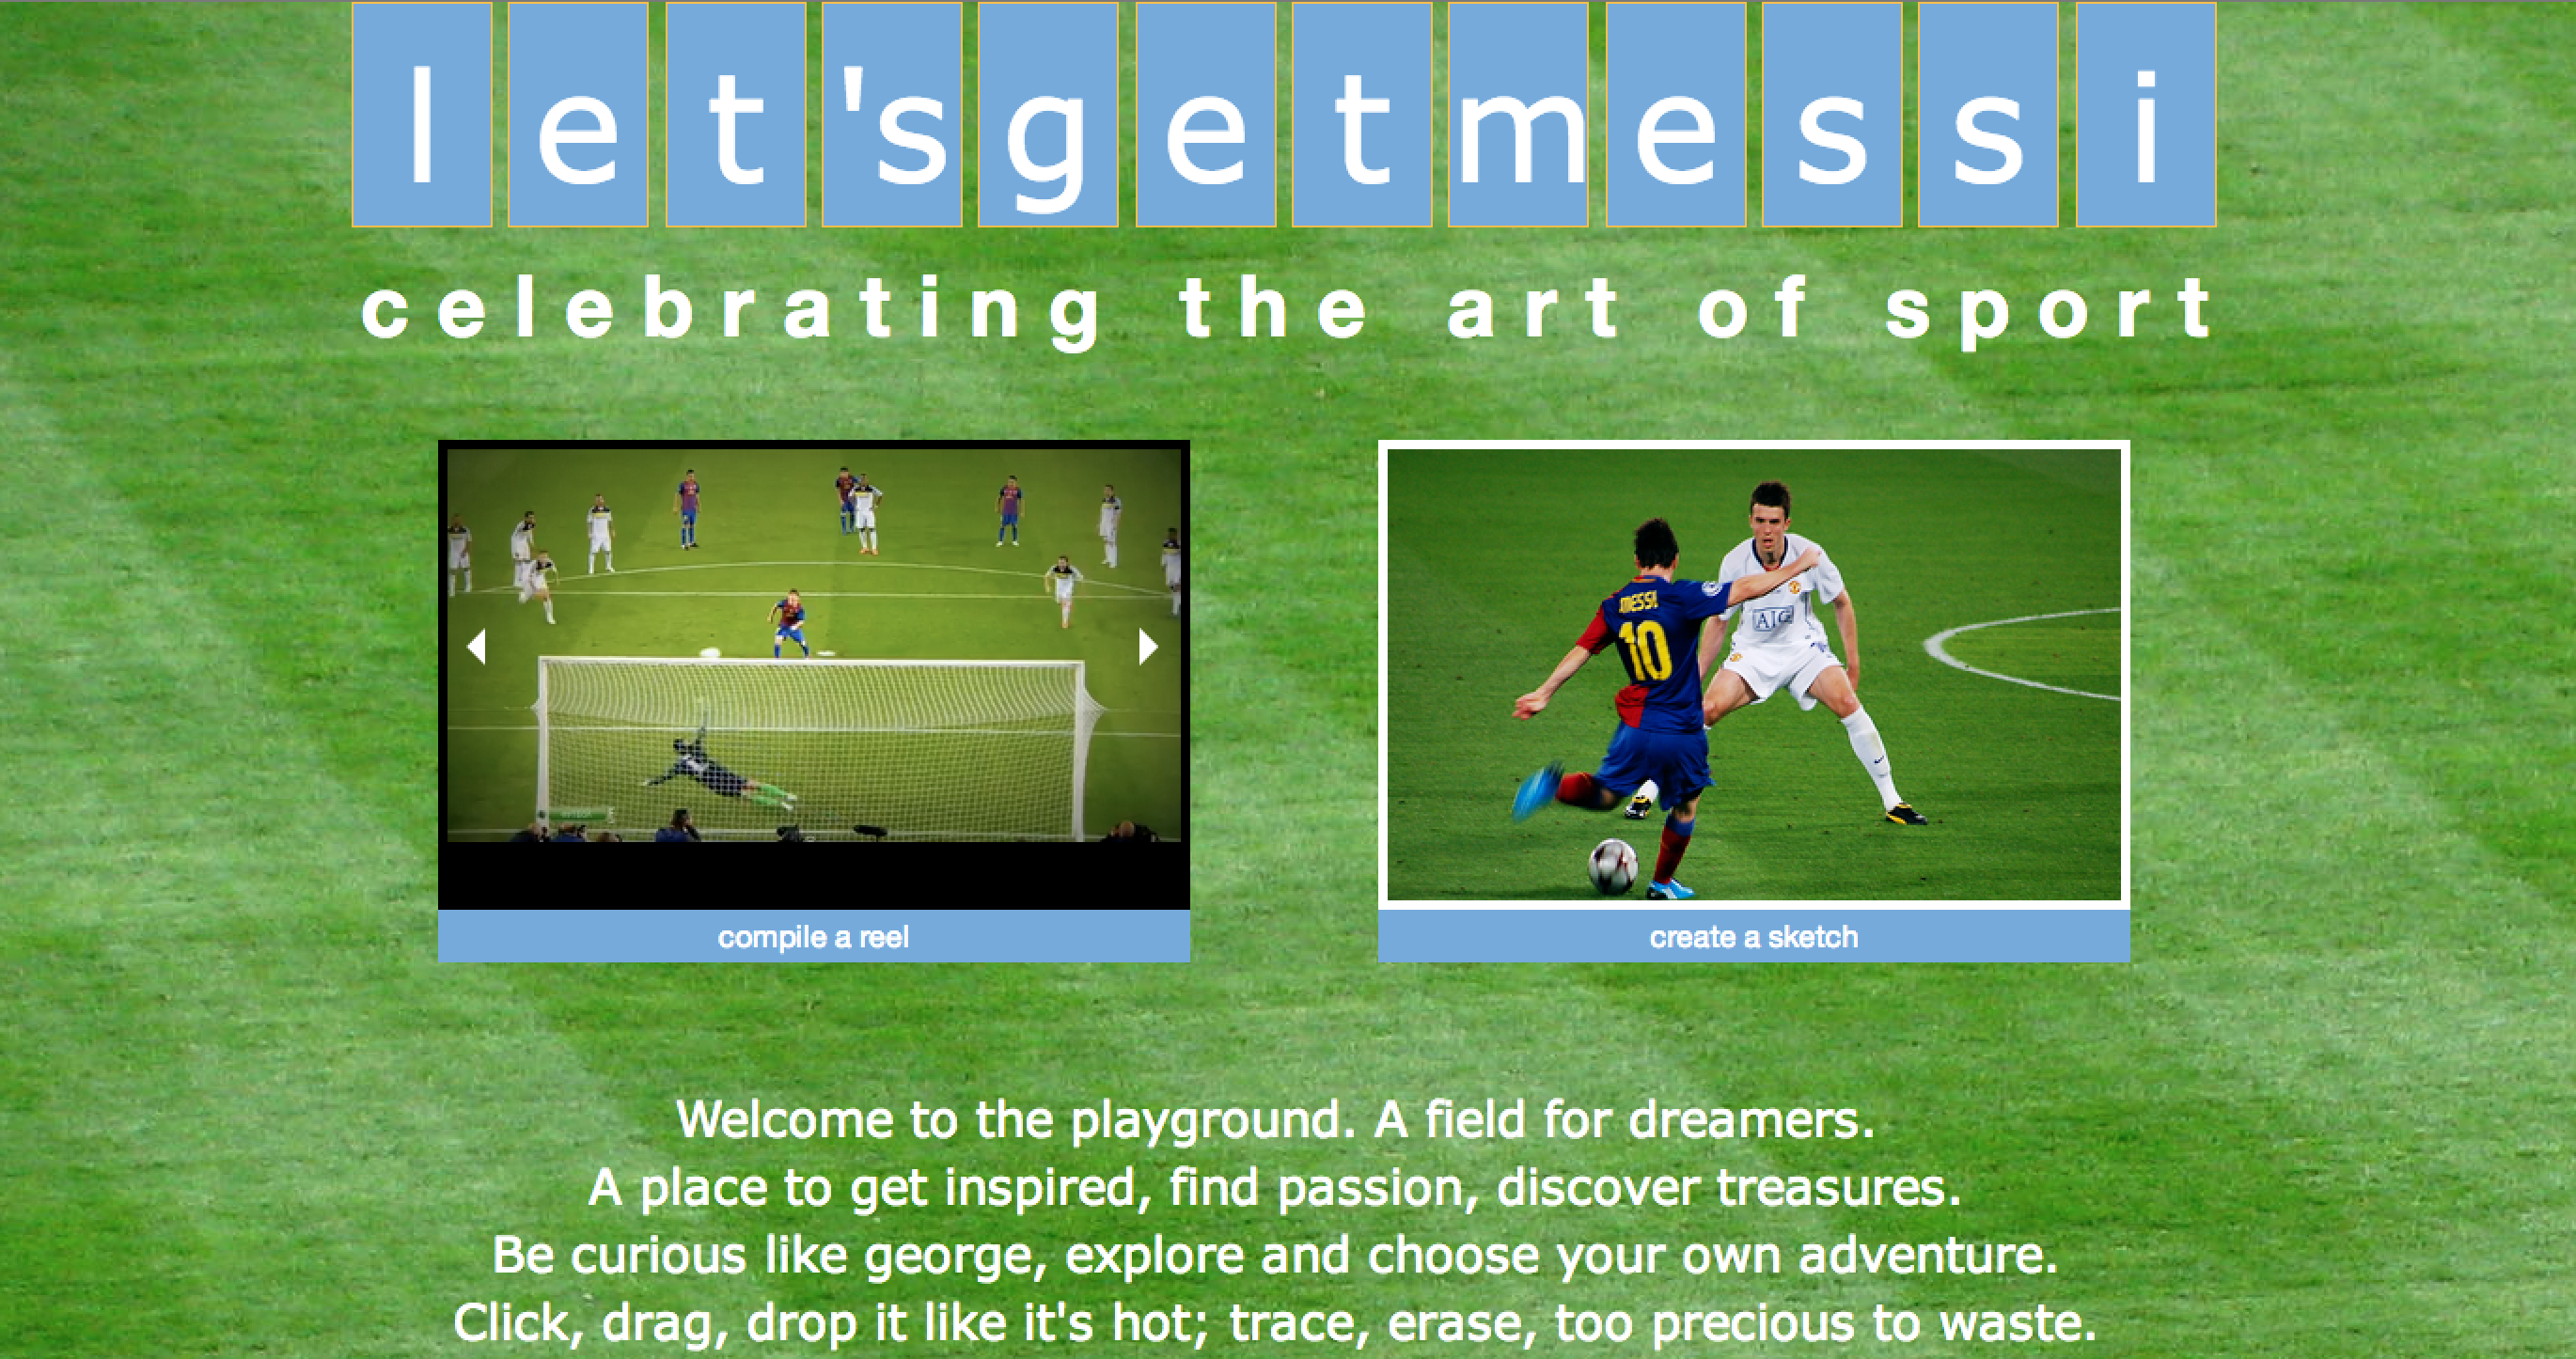 let'sgetmessi
celebrating the art of sport
MESSI
10
AIG
compile a reel
create a sketch
Welcome to the playground. A field for dreamers.
A place to get inspired, find passion, discover treasures.
Be curious like george, explore and choose your own adventure.
Click, drag, drop it like it's hot; trace, erase, too precious to waste.